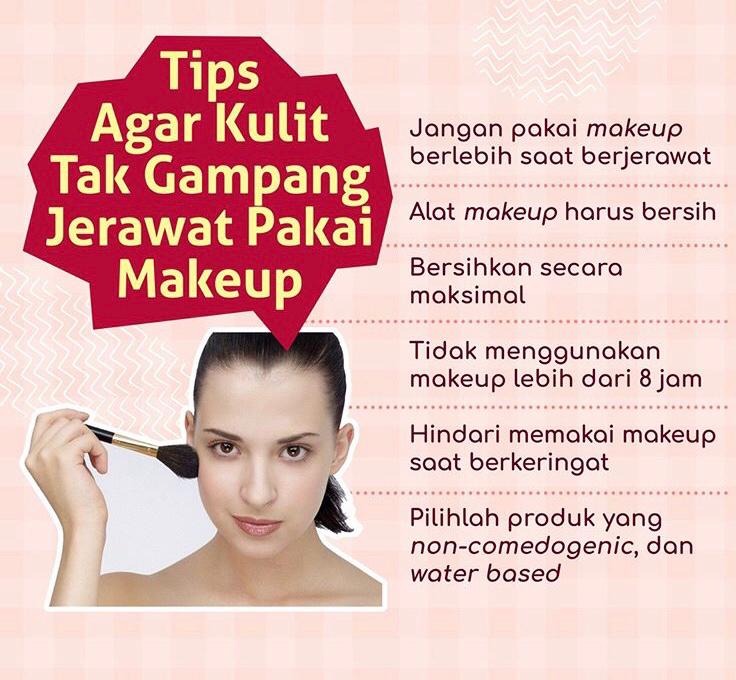 Tips
Agar Kulit
Tak Gampang
Jerawat Pakai
Makeup
Jangan pakai makeup
berlebih saat berjerawat
Alat makeup harus bersih
Bersihkan secara
maksimal
Tidak menggunakan
makeup lebih dari 8 jam
Hindari memakai makeup
saat berkeringat
Pilihlah produk yang
non-comedogenic, dan
water based